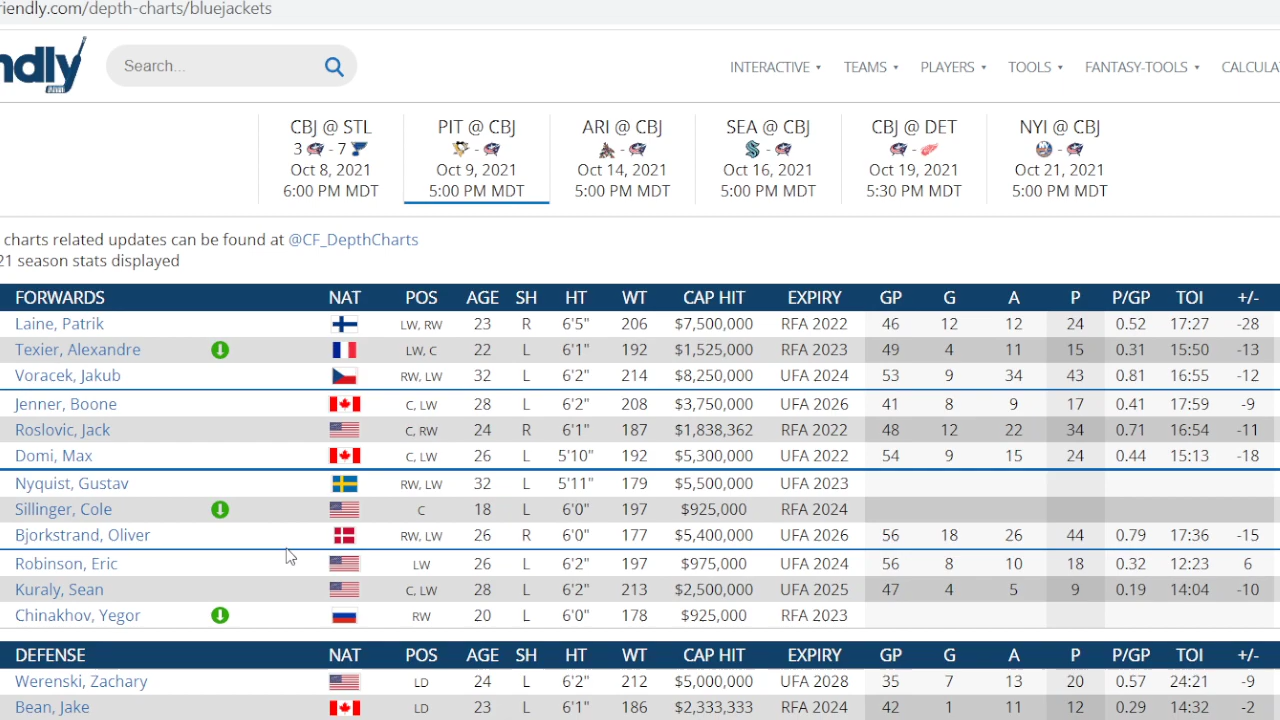 riendly.com/depth-charts/bluejackets
ndly Search... INTERACTIVE ▾ TEAMS ▾ PLAYERS ▾ TOOLS ▾ FANTASY-TOOLS ▾ CALCULA
CBJ @ STL PIT @ CBJ ARI @ CBJ SEA @ CBJ CBJ @ DET NYI @ CBJ
3 - 7 - - - - -
Oct 8, 2021 Oct 9, 2021 Oct 14, 2021 Oct 16, 2021 Oct 19, 2021 Oct 21, 2021
6:00 PM MDT 5:00 PM MDT 5:00 PM MDT 5:00 PM MDT 5:30 PM MDT 5:00 PM MDT
charts related updates can be found at @CF_DepthCharts
21 season stats displayed
FORWARDS NAT POS AGE SH HT WT CAP HIT EXPIRY GP G A P P/GP TOI +/-
Laine, Patrik LW, RW 23 R 6'5" 206 $7,500,000 RFA 2022 46 12 12 24 0.52 17:27 -28
Texier, Alexandre LW, C 22 L 6'1" 192 $1,525,000 RFA 2023 49 4 11 15 0.31 15:50 -13
Voracek, Jakub RW, LW 32 L 6'2" 214 $8,250,000 UFA 2024 53 9 34 43 0.81 16:55 -12
Jenner, Boone C, LW 28 L 6'2" 208 $3,750,000 UFA 2026 41 8 9 17 0.41 17:59 -9
Roslovic, Jack C, RW 24 R 6'1" 187 $1,838,362 RFA 2022 48 12 22 34 0.71 16:54 -11
Domi, Max C, LW 26 L 5'10" 192 $5,300,000 UFA 2022 54 9 15 24 0.44 15:13 -18
Nyquist, Gustav RW, LW 32 L 5'11" 179 $5,500,000 UFA 2023
Sillinger, Cole C 18 L 6'0" 197 $925,000 RFA 2024
Bjorkstrand, Oliver RW, LW 26 R 6'0" 177 $5,400,000 UFA 2026 56 18 26 44 0.79 17:36 -15
Robinson, Eric LW 26 L 6'2" 197 $975,000 UFA 2024 56 8 10 18 0.32 12:23 6
Kuraly, Sean C, LW 28 L 6'2" 213 $2,500,000 UFA 2025 47 4 5 9 0.19 14:04 -10
Chinakhov, Yegor RW 20 L 6'0" 178 $925,000 RFA 2023
DEFENSE NAT POS AGE SH HT WT CAP HIT EXPIRY GP G A P P/GP TOI +/-
Werenski, Zachary LD 24 L 6'2" 212 $5,000,000 UFA 2028 35 7 13 20 0.57 24:21 -9
Bean, Jake LD 23 L 6'1" 186 $2,333,333 RFA 2024 42 1 11 12 0.29 14:32 -2